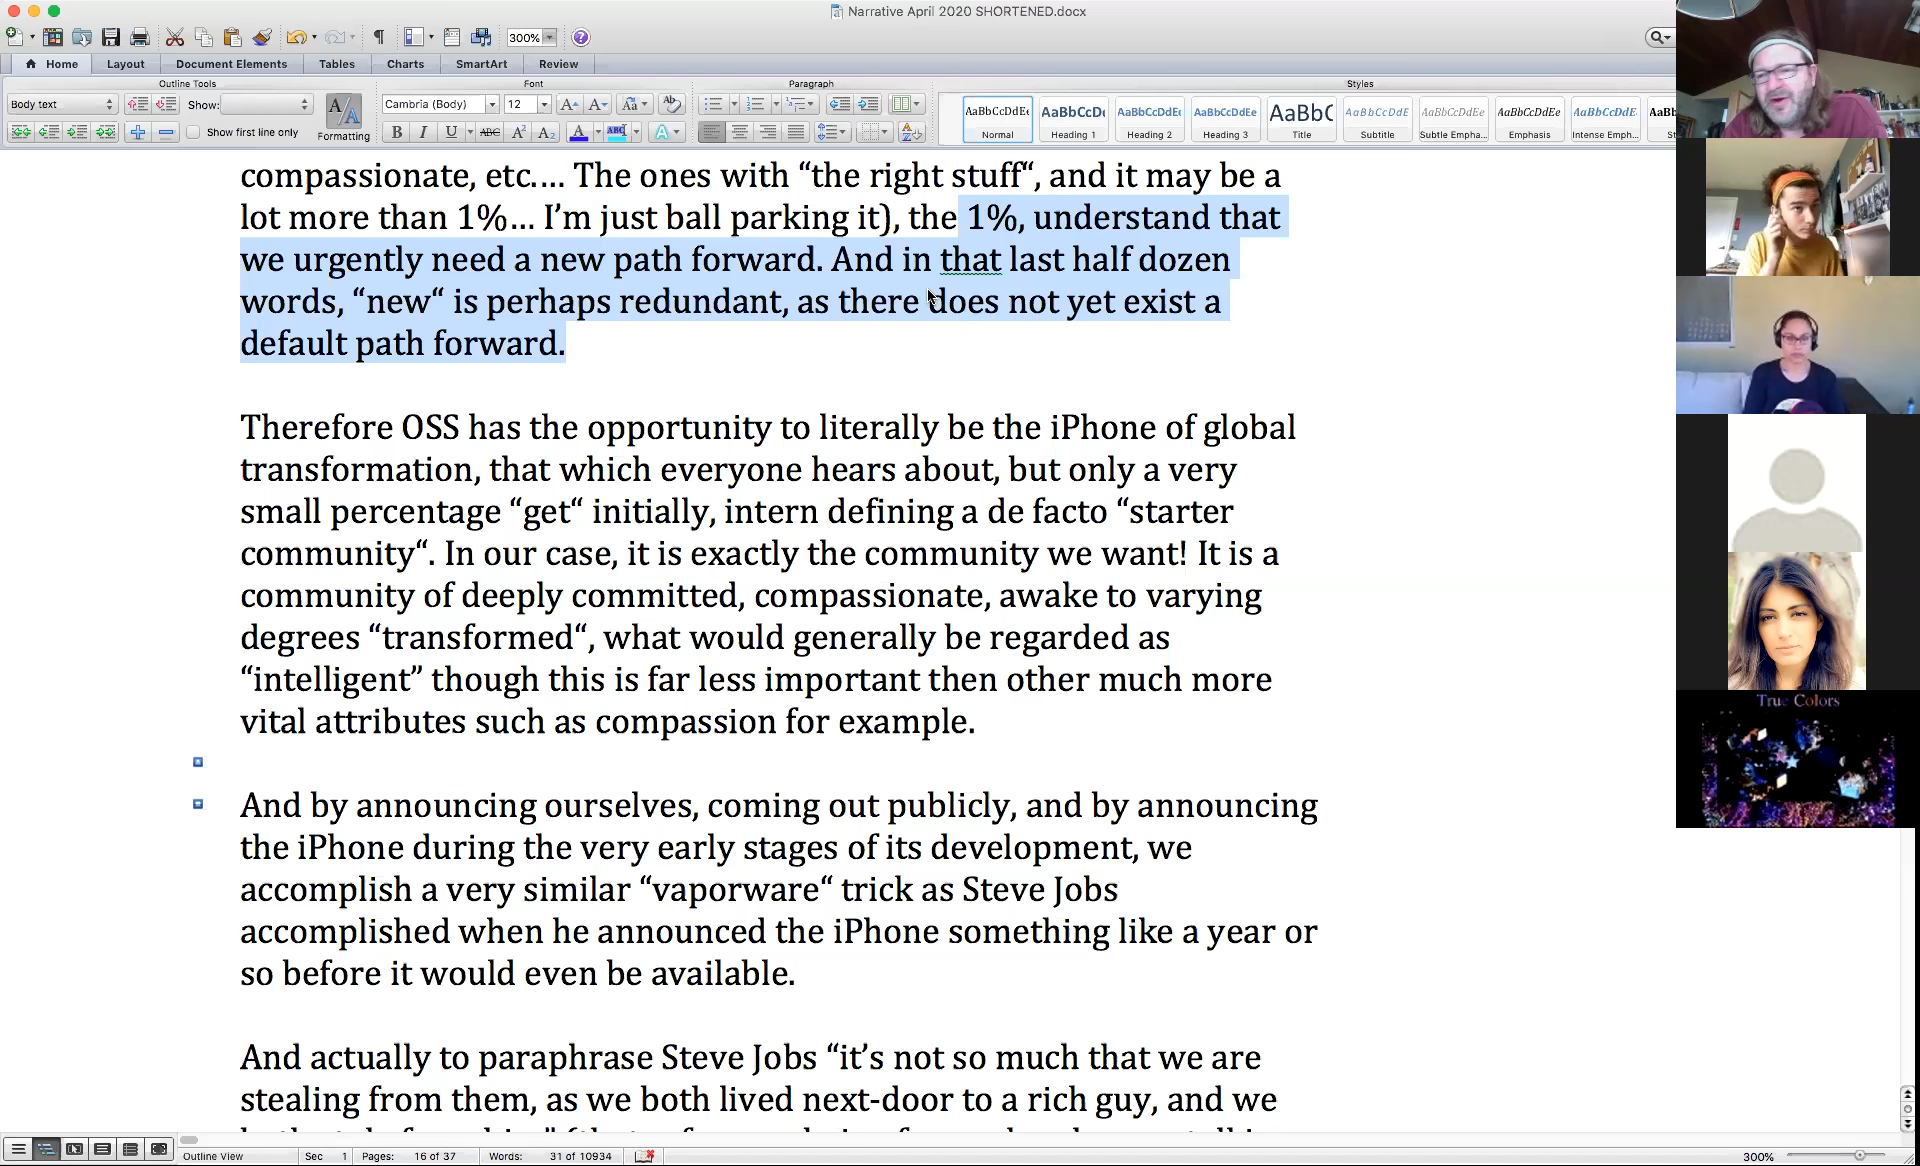 Narrative April 2020 SHORTENED.docx
300%
Home Layout Document Elements Tables Charts SmartArt Review
Outline Tools Font Paragraph Styles
Body text Show: Formatting Cambria (Body) 12 Aa
Show first line only B I U ABC A² A₂ A ABC A
AaBbCcDdEe AaBbCcDc AaBbCcDdEe AaBbCcDdEe AaBbC AaBbCcDdE AaBbCcDdEe AaBbCcDdEe AaBbCcDdE
Normal Heading 1 Heading 2 Heading 3 Title Subtitle Subtle Empha... Emphasis Intense Emph...
compassionate, etc.... The ones with “the right stuff“, and it may be a
lot more than 1%... I’m just ball parking it), the 1%, understand that
we urgently need a new path forward. And in that last half dozen
words, “new“ is perhaps redundant, as there does not yet exist a
default path forward.
Therefore OSS has the opportunity to literally be the iPhone of global
transformation, that which everyone hears about, but only a very
small percentage “get“ initially, intern defining a de facto “starter
community“. In our case, it is exactly the community we want! It is a
community of deeply committed, compassionate, awake to varying
degrees “transformed“, what would generally be regarded as
“intelligent” though this is far less important then other much more
vital attributes such as compassion for example.
And by announcing ourselves, coming out publicly, and by announcing
the iPhone during the very early stages of its development, we
accomplish a very similar “vaporware“ trick as Steve Jobs
accomplished when he announced the iPhone something like a year or
so before it would even be available.
And actually to paraphrase Steve Jobs “it’s not so much that we are
stealing from them, as we both lived next-door to a rich guy, and we
True Colors
Outline View Sec 1 Pages: 16 of 37 Words: 31 of 10934 300%